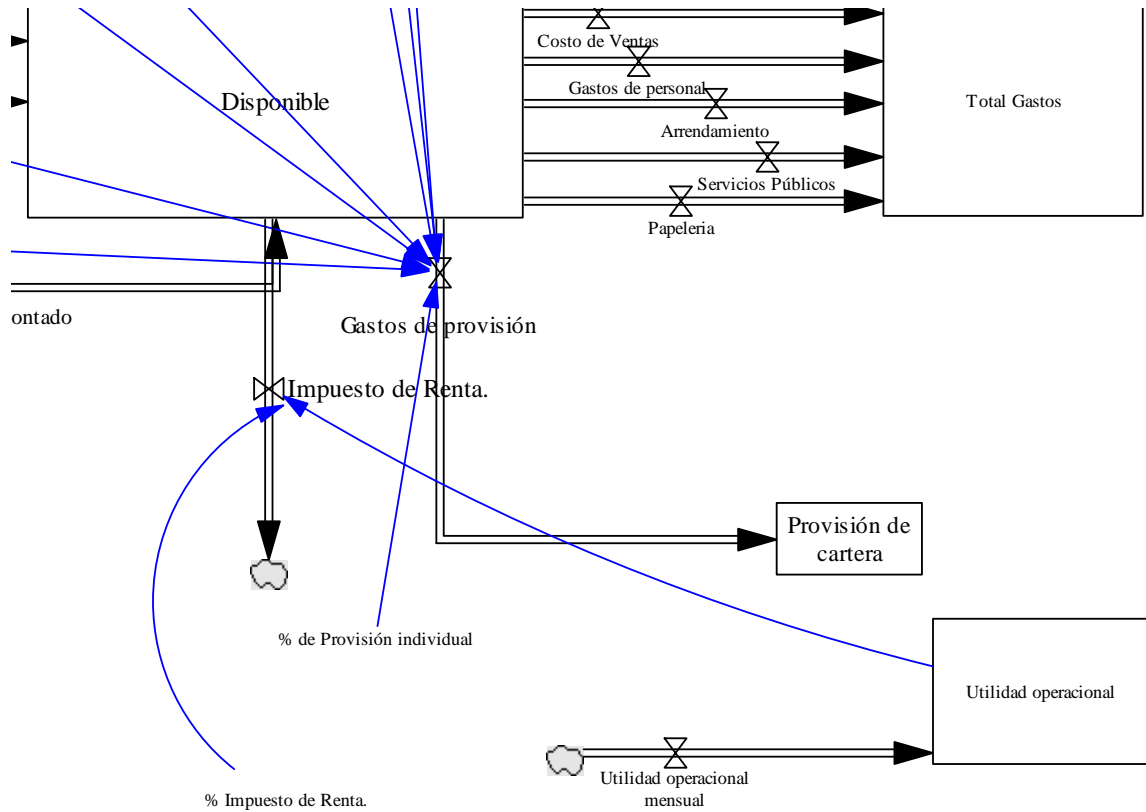 Costo de Ventas
Gastos de personal
Disponible
Total Gastos
Arrendamiento
Servicios Públicos
Papeleria
ontado
Gastos de provisión
Impuesto de Renta.
Provisión de
cartera
% de Provisión individual
Utilidad operacional
Utilidad operacional
mensual
% Impuesto de Renta.